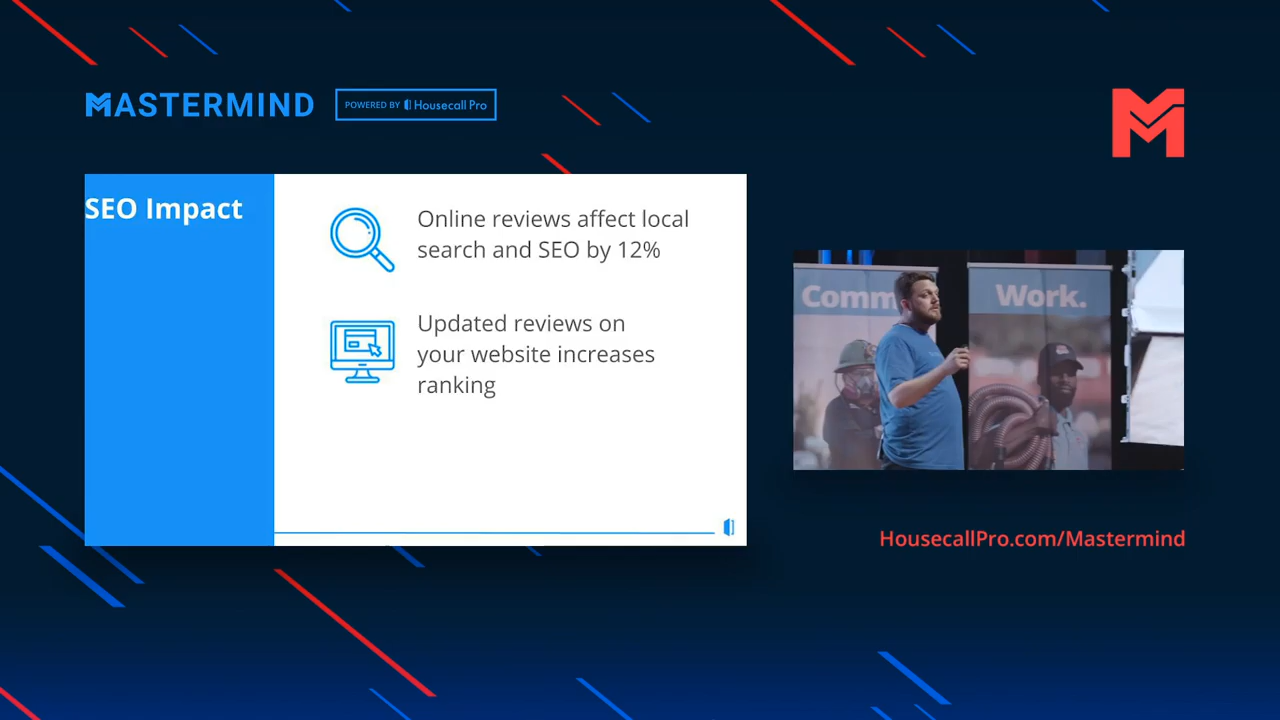 MASTERMIND
POWERED BY Housecall Pro
SEO Impact
Online reviews affect local
search and SEO by 12%
Updated reviews on
your website increases
ranking
Work.
HousecallPro.com/Mastermind